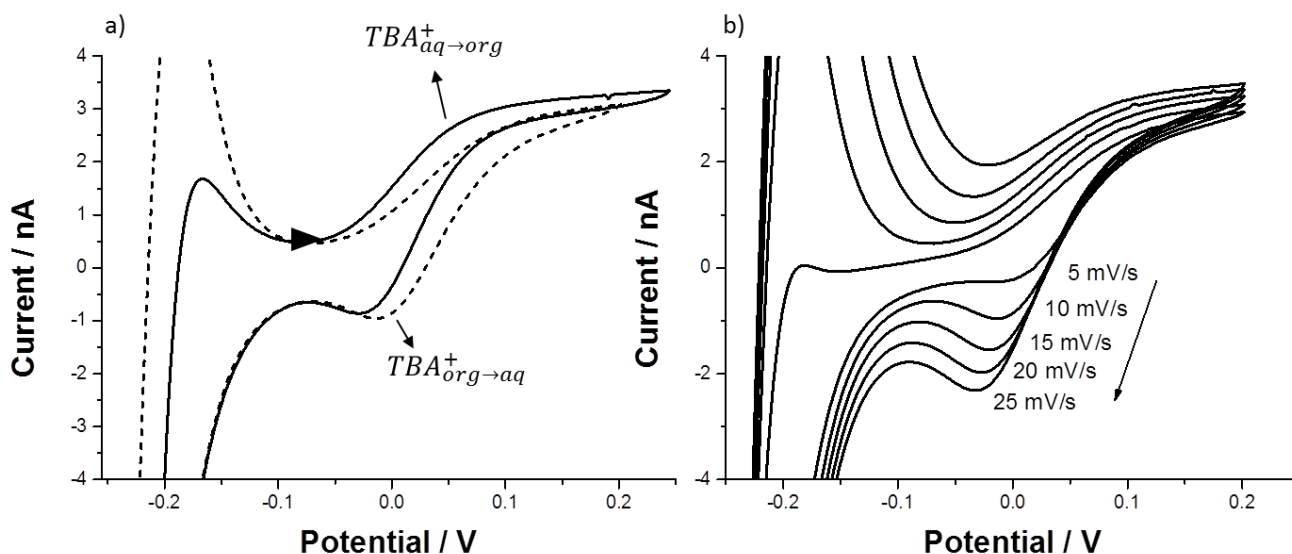 a)
TBA⁺aq→org
TBA⁺org→aq
4
3
2
1
0
-1
-2
-3
-4
Current / nA
-0.2
-0.1
0.0
0.1
0.2
Potential / V
b)
5 mV/s
10 mV/s
15 mV/s
20 mV/s
25 mV/s
4
2
0
-2
-4
Current / nA
-0.2
-0.1
0.0
0.1
0.2
Potential / V